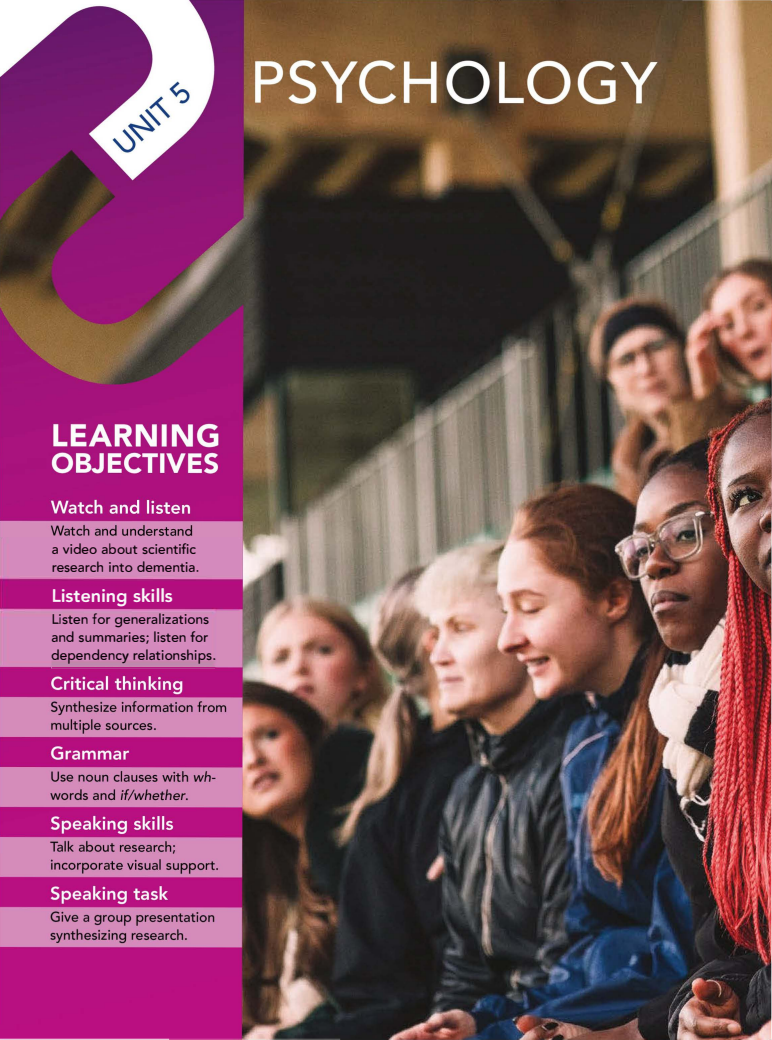 UNIT 5
PSYCHOLOGY
LEARNING
OBJECTIVES
Watch and listen
Watch and understand
a video about scientific
research into dementia.
Listening skills
Listen for generalizations
and summaries; listen for
dependency relationships.
Critical thinking
Synthesize information from
multiple sources.
Grammar
Use noun clauses with wh-
words and if/whether.
Speaking skills
Talk about research;
incorporate visual support.
Speaking task
Give a group presentation
synthesizing research.